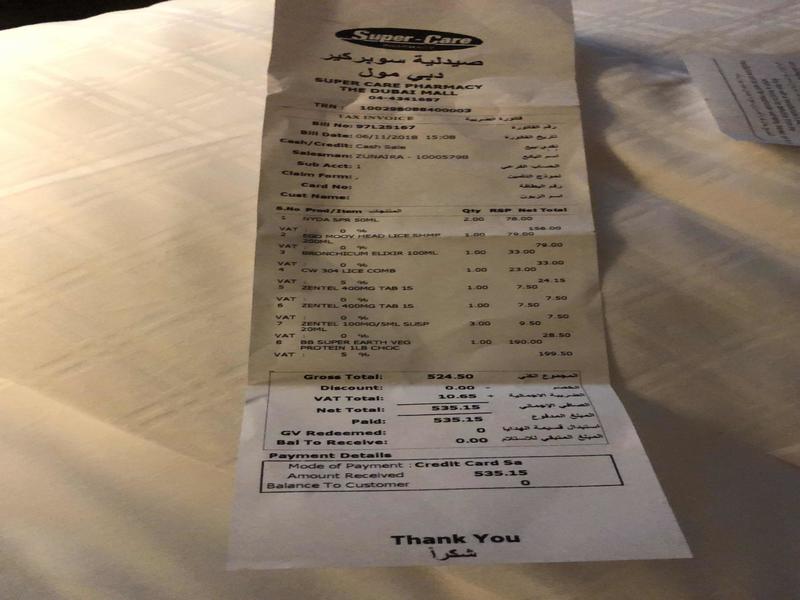 Super-Care
صيدلية سوبركير
دبي مول
SUPER CARE PHARMACY
THE DUBAI MALL
04-4341687
TRN : 100298088400003
TAX INVOICE فاتورة الضريبية
Bill No: 97L25167 رقم الفاتورة
Bill Date: 06/11/2018 15:08 تاريخ الفاتورة
Cash/Credit: Cash Sale نقدي بيع
Salesman: ZUNAIRA - 10005798 اسم البائع
Sub Acct: 1 الحساب الفرعي
Claim Form: , نموذج التأمين
Card No: رقم البطاقة
Cust Name: اسم الزبون
S.No Prod/Item المنتجات Qty RSP Net Total
1 NYDA SPR 50ML 2.00 78.00
VAT : 0 % 156.00
2 EGO MOOV HEAD LICE SHMP 1.00 79.00
200ML
VAT : 0 % 79.00
3 BRONCHICUM ELIXIR 100ML 1.00 33.00
VAT : 0 % 33.00
4 CW 304 LICE COMB 1.00 23.00
VAT : 5 % 24.15
5 ZENTEL 400MG TAB 1S 1.00 7.50
VAT : 0 % 7.50
6 ZENTEL 400MG TAB 1S 1.00 7.50
VAT : 0 % 7.50
7 ZENTEL 100MG/5ML SUSP 3.00 9.50
20ML
VAT : 0 % 28.50
8 BB SUPER EARTH VEG 1.00 190.00
PROTEIN 1LB CHOC
VAT : 5 % 199.50
Gross Total: 524.50 المجموع الكلي
Discount: 0.00 - الخصم
VAT Total: 10.65 + الضريبة الاجمالية
Net Total: 535.15 الصافي الاجمالي
Paid: 535.15 المبلغ المدفوع
GV Redeemed: 0 استبدال قسيمة الهدايا
Bal To Receive: 0.00 المبلغ المتبقي للاستلام
Payment Details
Mode of Payment : Credit Card Sa
Amount Received 535.15
Balance To Customer 0
Thank You
شكراً